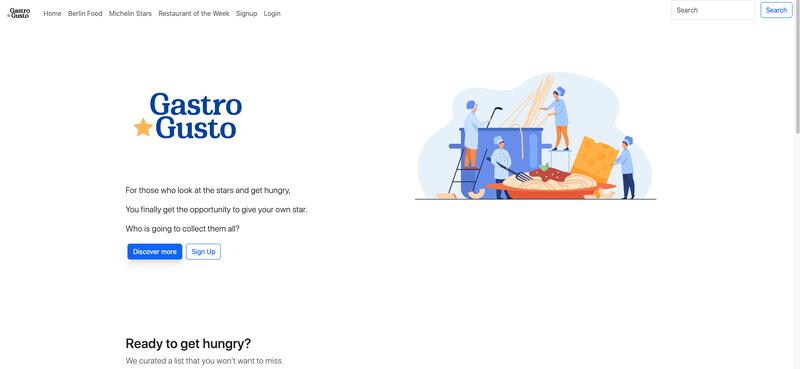 Gastro
Gusto
Home Berlin Food Michelin Stars Restaurant of the Week Signup Login
Search
Search
Gastro
Gusto
For those who look at the stars and get hungry,
You finally get the opportunity to give your own star.
Who is going to collect them all?
Discover more
Sign Up
Ready to get hungry?
We curated a list that you won't want to miss.